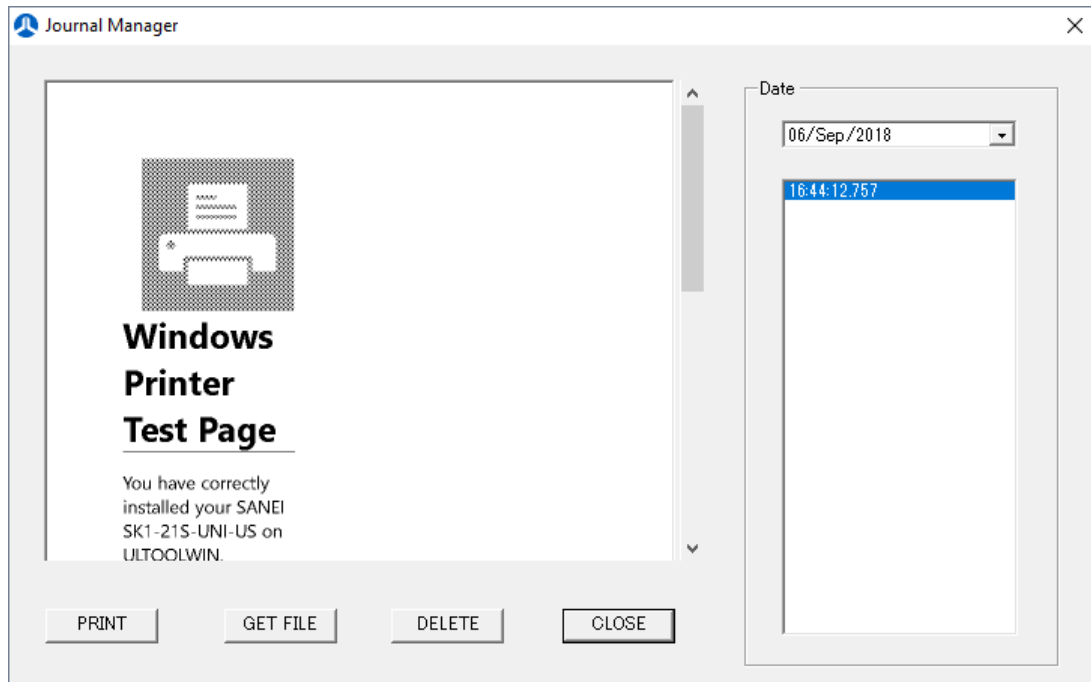 Journal Manager
Windows
Printer
Test Page
You have correctly
installed your SANEI
SK1-21S-UNI-US on
ULTOOLWIN.
Date
06/Sep/2018
16:44:12.757
PRINT
GET FILE
DELETE
CLOSE